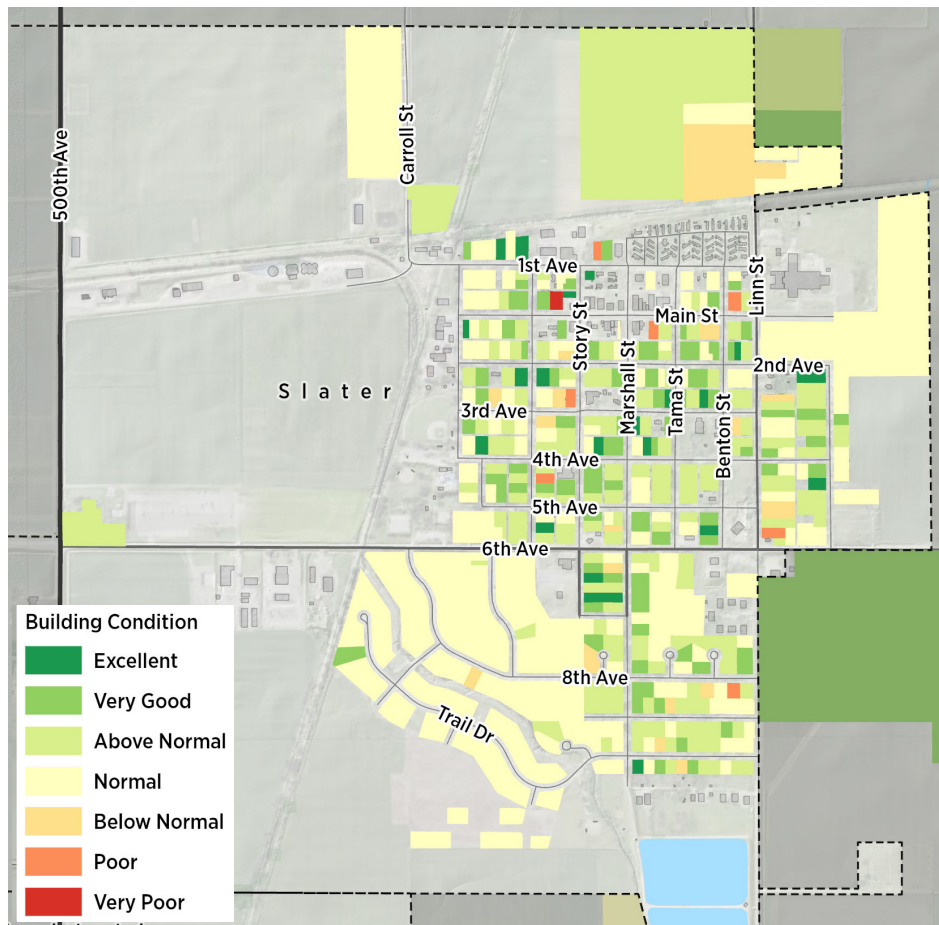 Carroll St
500th Ave
1st Ave
Linn St
Main St
Story St
Marshall St
2nd Ave
Slater
Tama St
3rd Ave
Benton St
4th Ave
5th Ave
6th Ave
8th Ave
Trail Dr
Building Condition
Excellent
Very Good
Above Normal
Normal
Below Normal
Poor
Very Poor